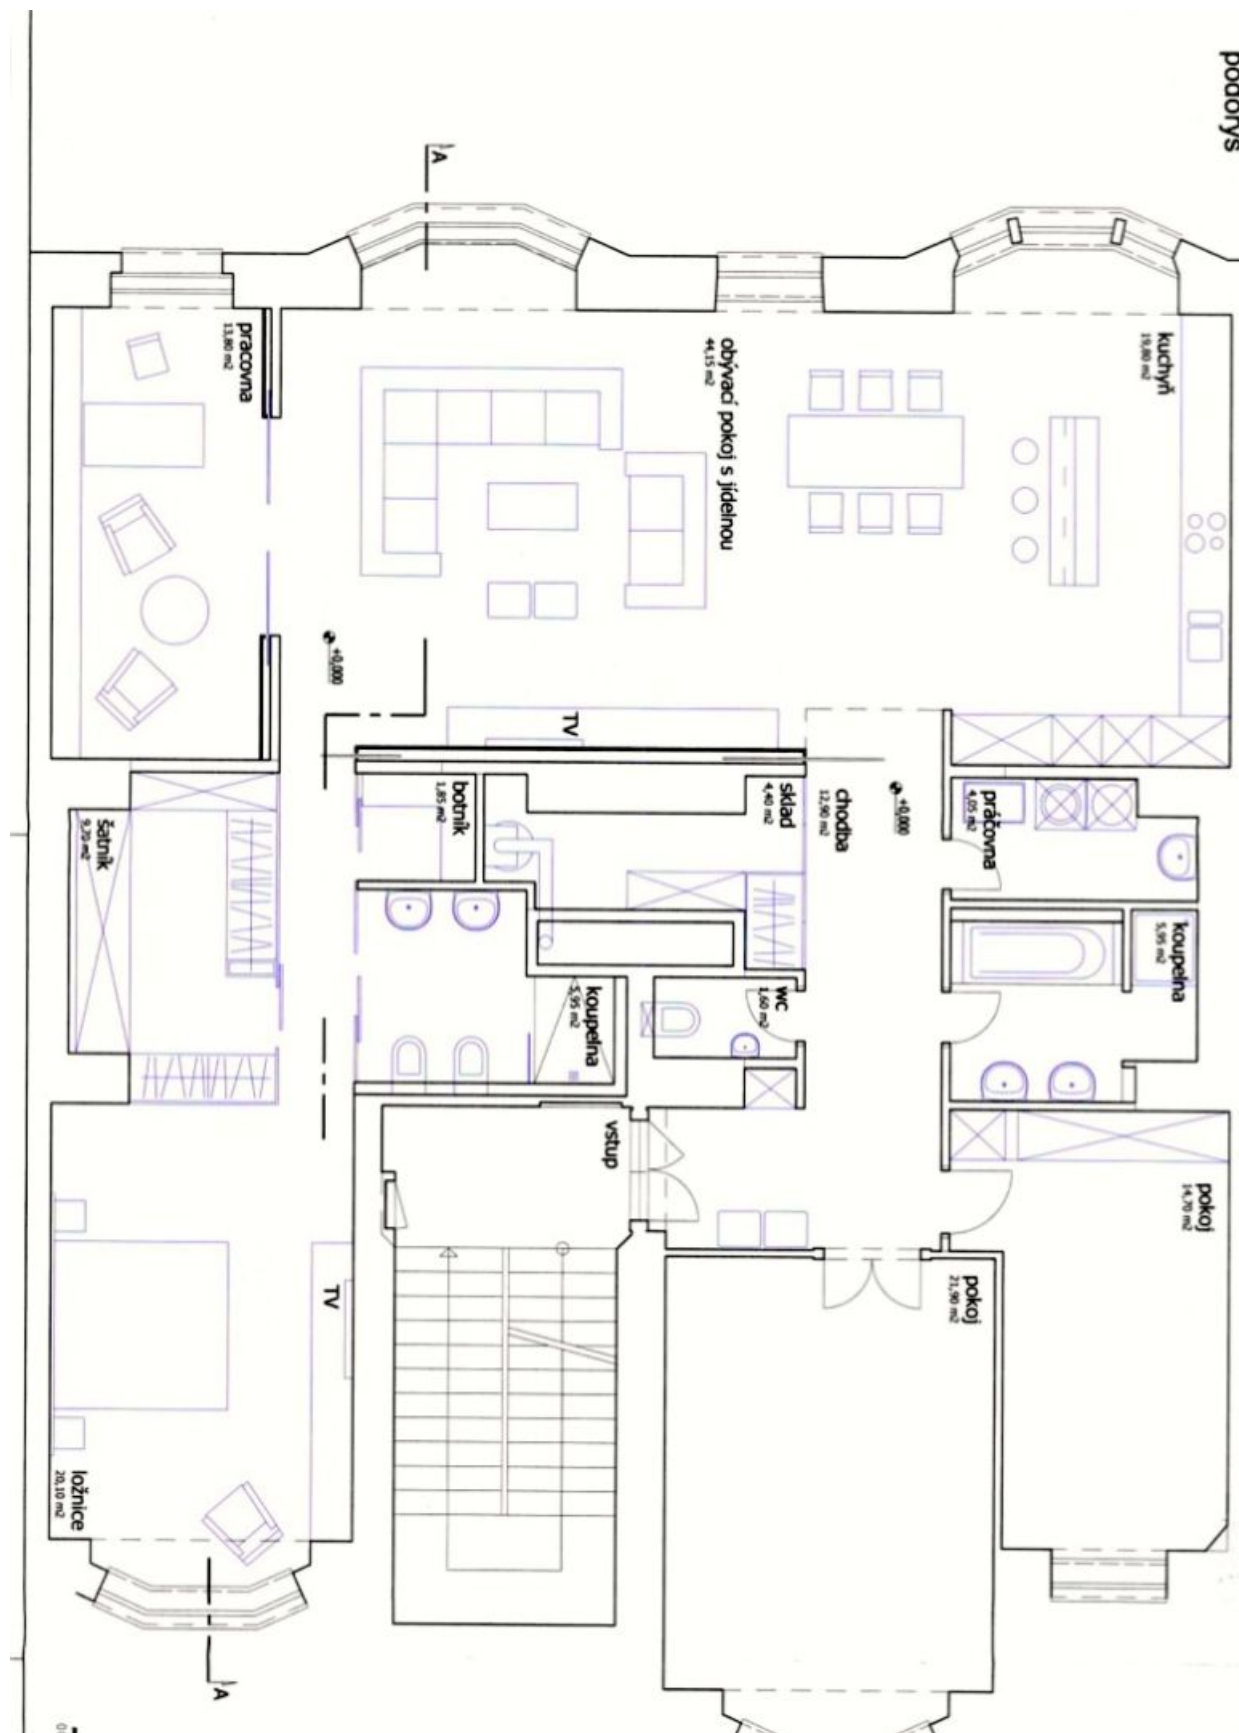 podorys
A
pracovna
13,80 m2
obývací pokoj s jídelnou
44,15 m2
kuchyň
19,80 m2
+0,000
TV
botník
1,85 m2
sklad
4,40 m2
chodba
12,90 m2
+0,000
práčovna
4,05 m2
šatník
9,70 m2
koupelna
5,95 m2
wc
1,60 m2
koupelna
5,95 m2
vstup
pokoj
14,70 m2
TV
pokoj
21,90 m2
ložnice
20,10 m2
A